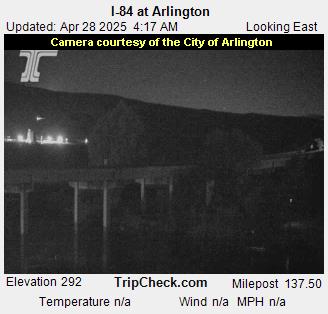 I-84 at Arlington
Updated: Apr 28 2025 4:17 AM Looking East
Camera courtesy of the City of Arlington
Elevation 292 TripCheck.com Milepost 137.50
Temperature n/a Wind n/a MPH n/a